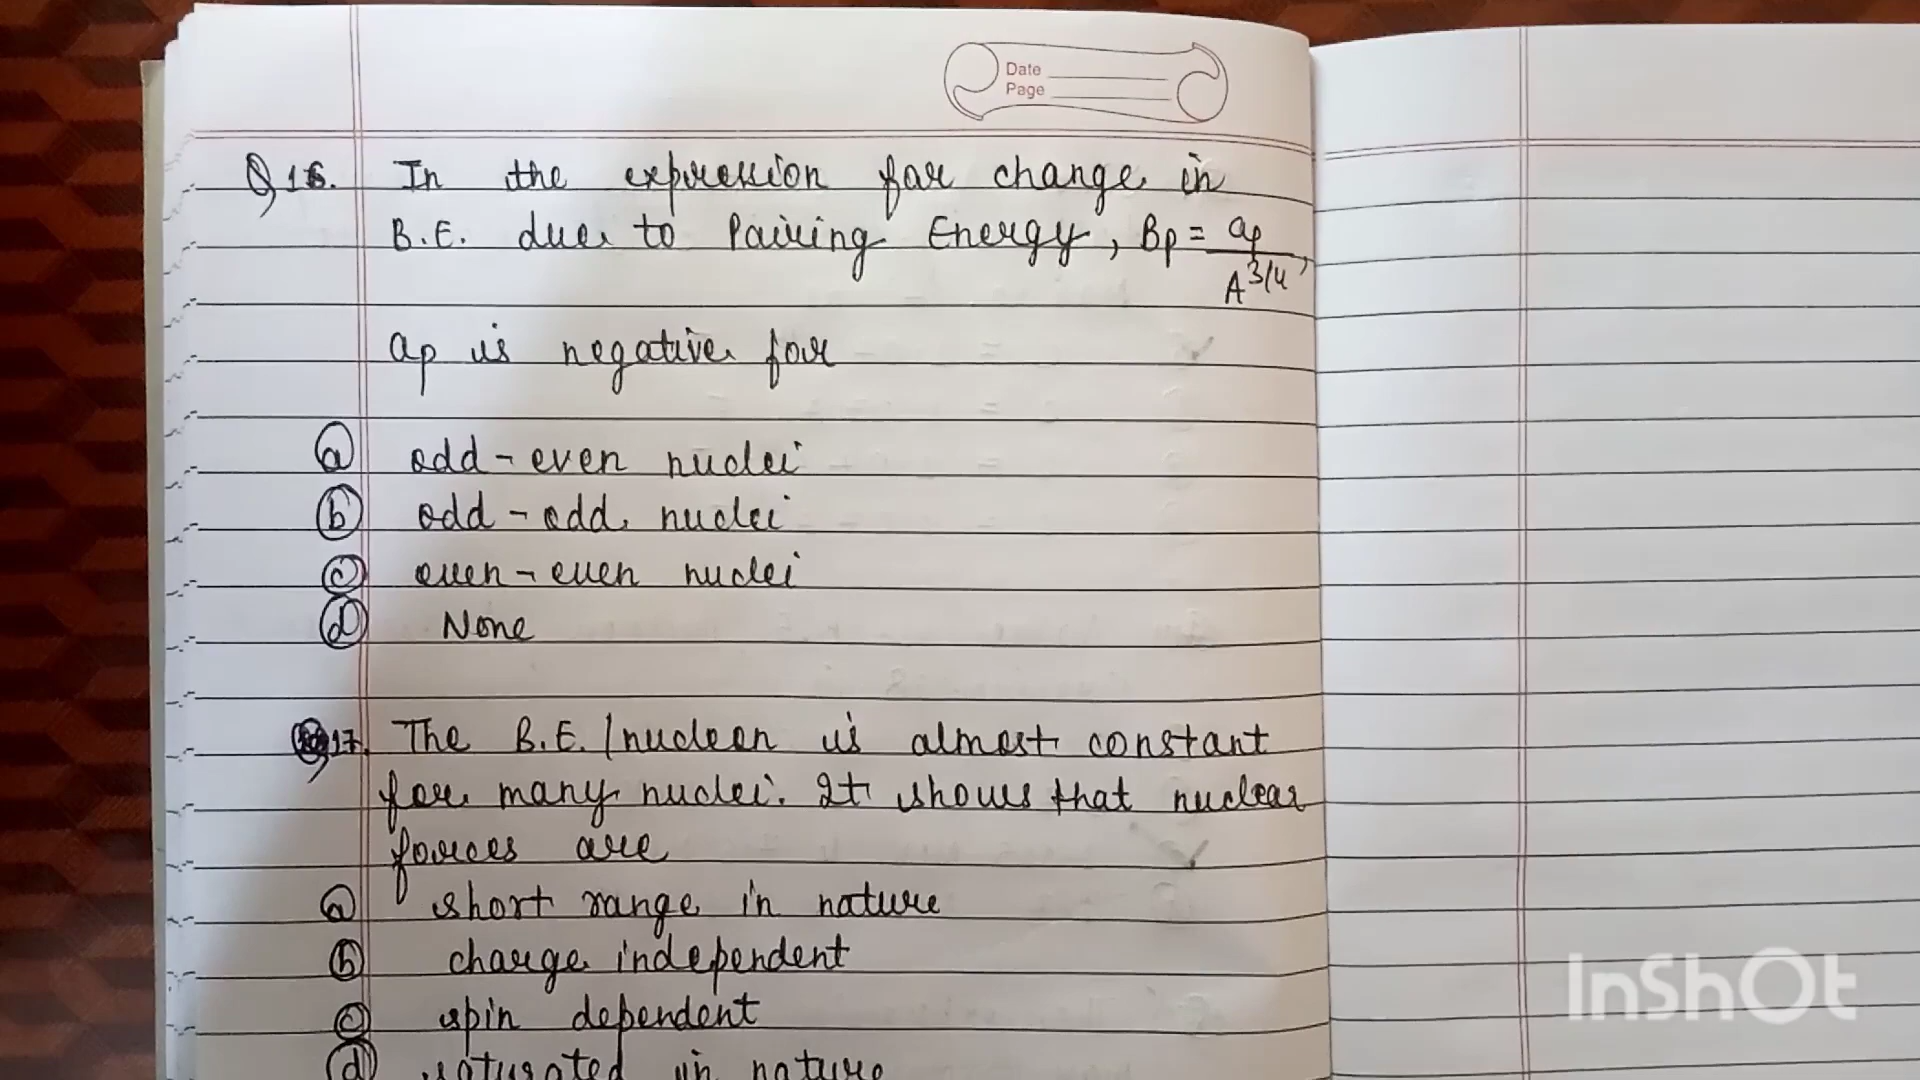 Date
Page
Q 16. In the expression for change in
B.E. due to Pairing Energy, Bp = ap / A^3/4,
ap is negative for
(a) odd-even nuclei
(b) odd-odd nuclei
(c) even-even nuclei
(d) None
Q 17. The B.E./nucleon is almost constant
for many nuclei. It shows that nuclear
forces are
(a) short range in nature
(b) charge independent
(c) spin dependent
(d) saturated in nature
InShOt